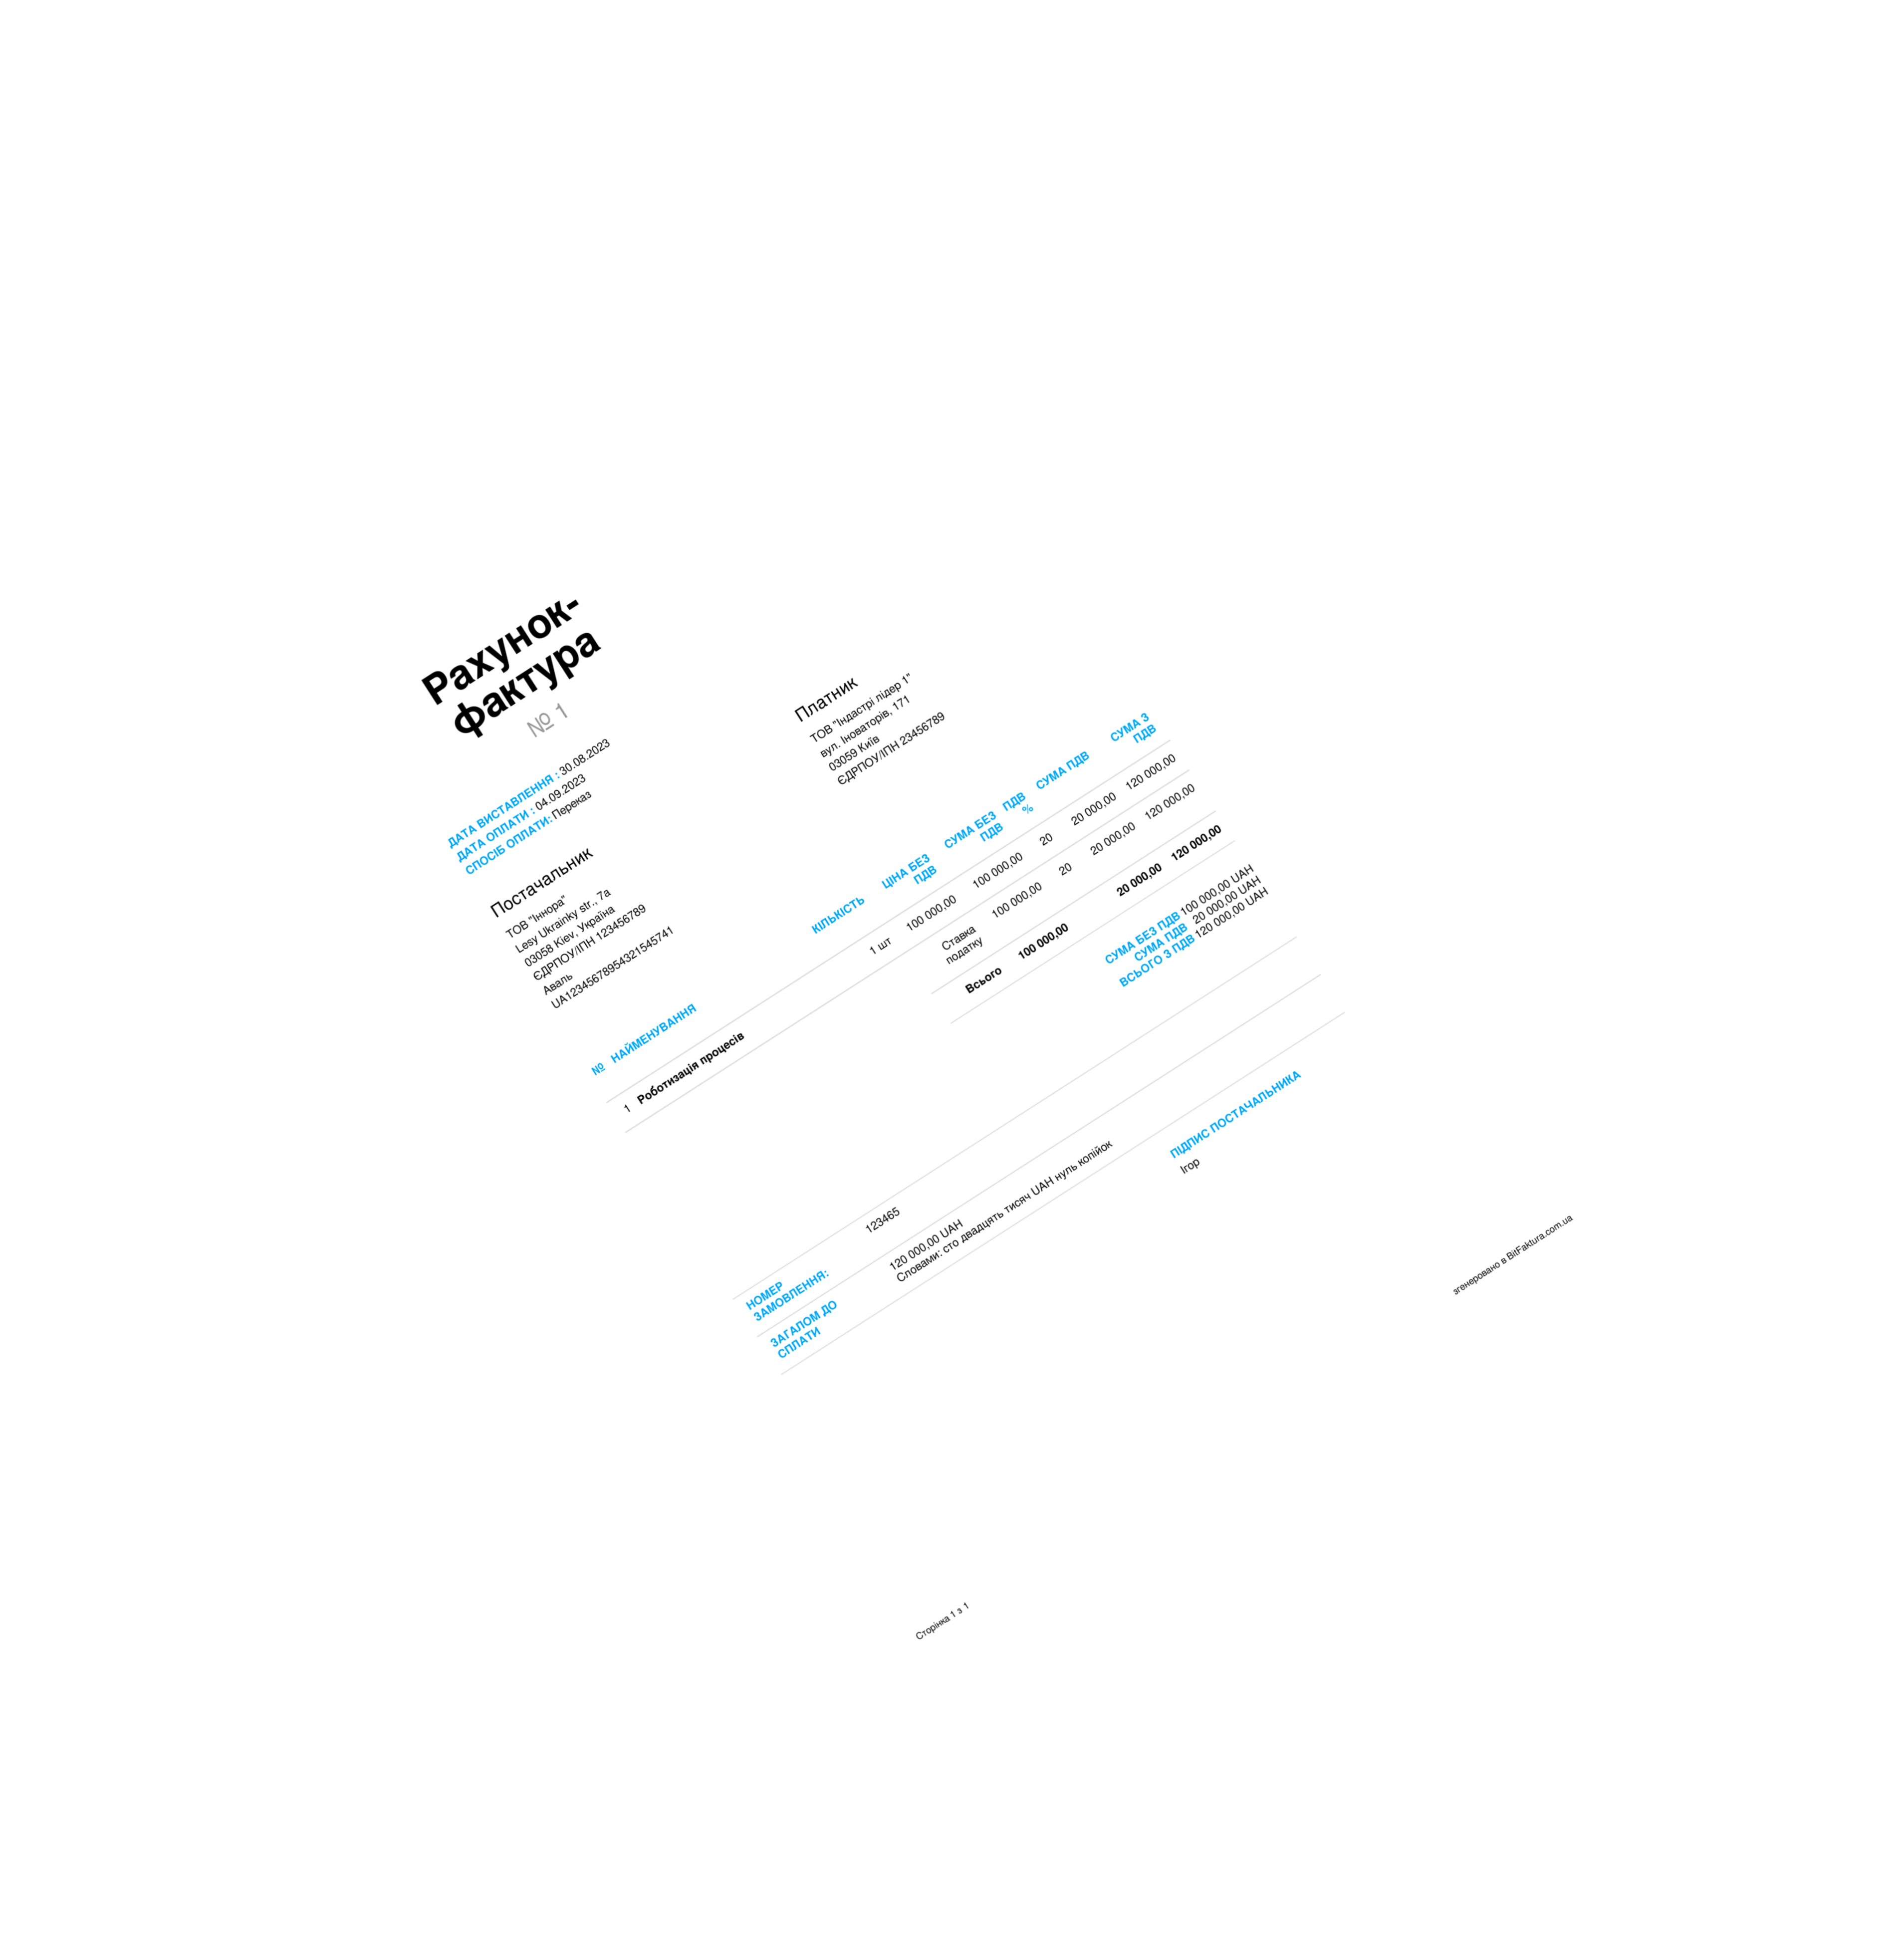 Рахунок-
фактура
№ 1
ДАТА ВИСТАВЛЕННЯ : 30.08.2023
ДАТА ОПЛАТИ : 04.09.2023
СПОСІБ ОПЛАТИ: Переказ
Постачальник
ТОВ "Іннора"
Lesy Ukrainky str., 7a
03058 Kiev, Україна
ЄДРПОУ/ІПН 123456789
Аваль
UA12345678954321545741
Платник
ТОВ "Індастрі лідер 1"
вул. Іноваторів, 171
03059 Київ
ЄДРПОУ/ІПН 23456789
№ НАЙМЕНУВАННЯ КІЛЬКІСТЬ ЦІНА БЕЗ ПДВ СУМА БЕЗ ПДВ ПДВ % СУМА ПДВ СУМА З ПДВ
1 Роботизація процесів 1 шт 100 000,00 100 000,00 20 20 000,00 120 000,00
Ставка податку 100 000,00 20 20 000,00 120 000,00
Всього 100 000,00 20 000,00 120 000,00
СУМА БЕЗ ПДВ 100 000,00 UAH
СУМА ПДВ 20 000,00 UAH
ВСЬОГО З ПДВ 120 000,00 UAH
НОМЕР ЗАМОВЛЕННЯ: 123465
ЗАГАЛОМ ДО СПЛАТИ 120 000,00 UAH
Словами: сто двадцять тисяч UAH нуль копійок
ПІДПИС ПОСТАЧАЛЬНИКА
Ігор
Сторінка 1 з 1
згенеровано в BitFaktura.com.ua